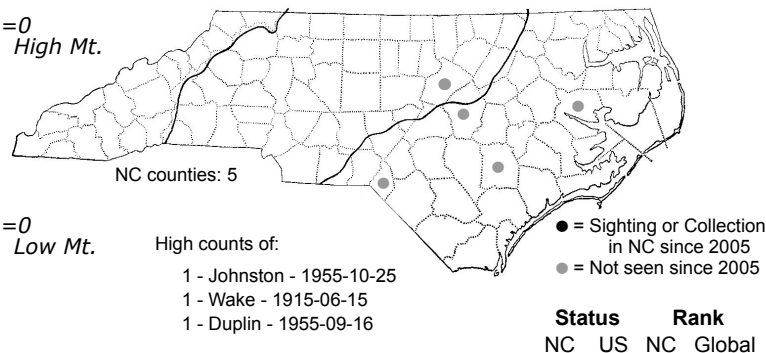 =0
High Mt.
NC counties: 5
=0
Low Mt.
High counts of:
1 - Johnston - 1955-10-25
1 - Wake - 1915-06-15
1 - Duplin - 1955-09-16
● = Sighting or Collection
in NC since 2005
● = Not seen since 2005
Status Rank
NC US NC Global